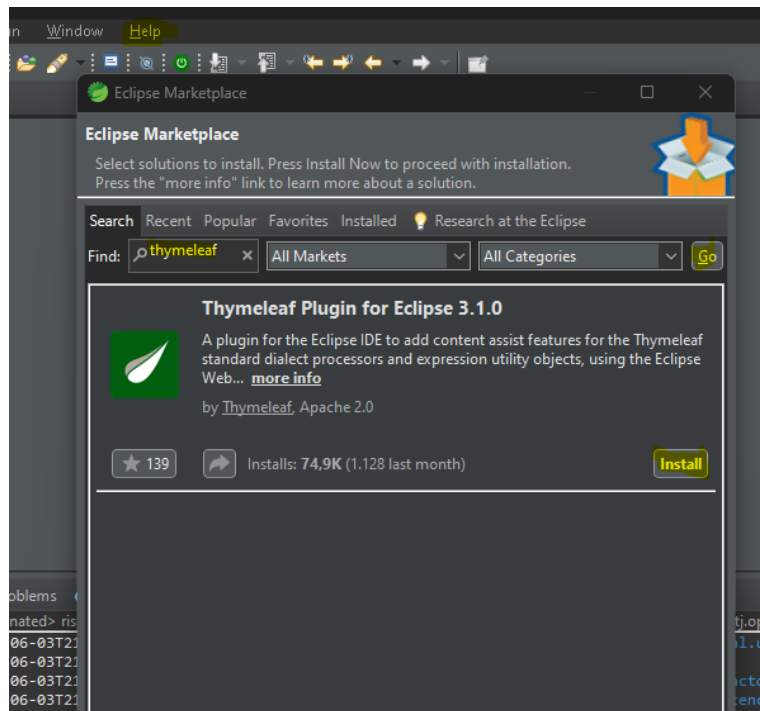 Window Help
Eclipse Marketplace
Eclipse Marketplace
Select solutions to install. Press Install Now to proceed with installation.
Press the "more info" link to learn more about a solution.
Search Recent Popular Favorites Installed Research at the Eclipse
Find: thymeleaf All Markets All Categories Go
Thymeleaf Plugin for Eclipse 3.1.0
A plugin for the Eclipse IDE to add content assist features for the Thymeleaf
standard dialect processors and expression utility objects, using the Eclipse
Web... more info
by Thymeleaf, Apache 2.0
139 Installs: 74,9K (1.128 last month) Install
oblems
nated> ris
06-03T21
06-03T21
06-03T21
06-03T21